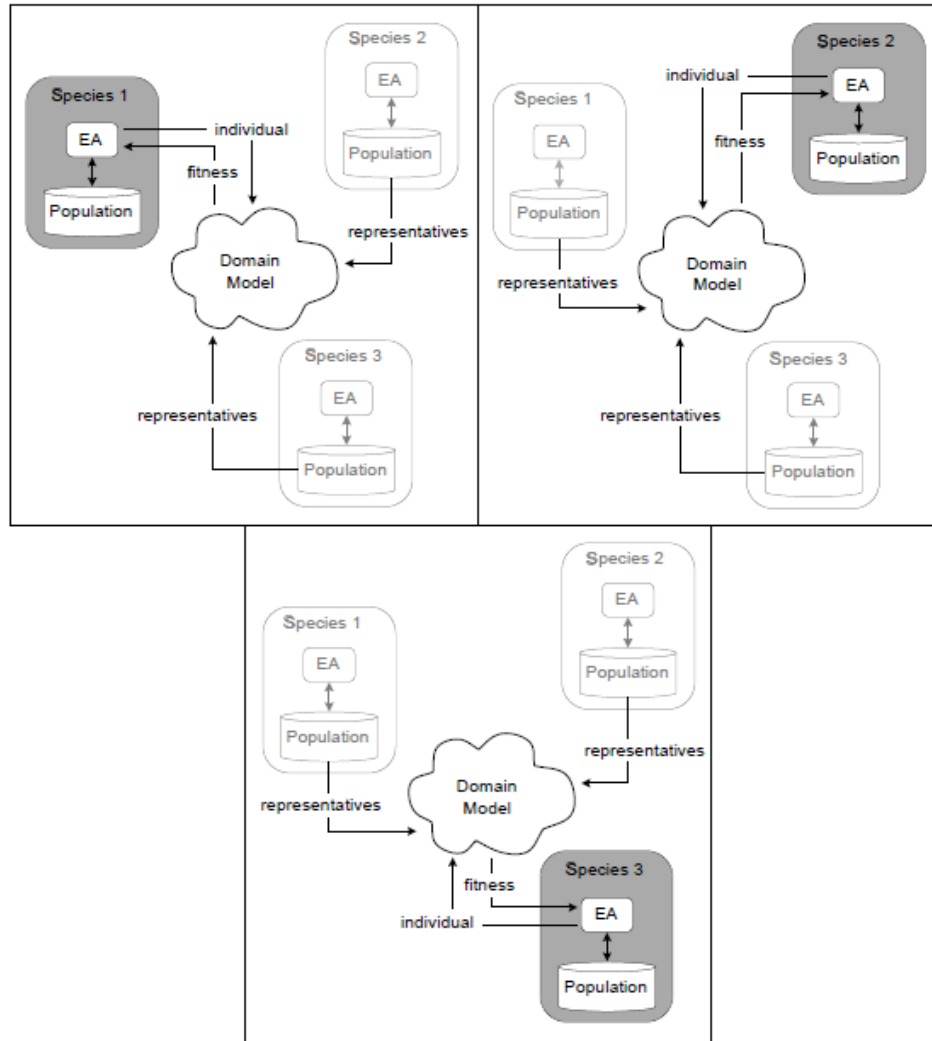 Species 1
EA
Population
individual
fitness
Species 2
EA
Population
representatives
Domain
Model
Species 3
EA
Population
representatives
Species 1
EA
Population
representatives
individual
fitness
Species 2
EA
Population
Domain
Model
Species 3
EA
Population
representatives
Species 1
EA
Population
representatives
Species 2
EA
Population
representatives
Domain
Model
fitness
individual
Species 3
EA
Population